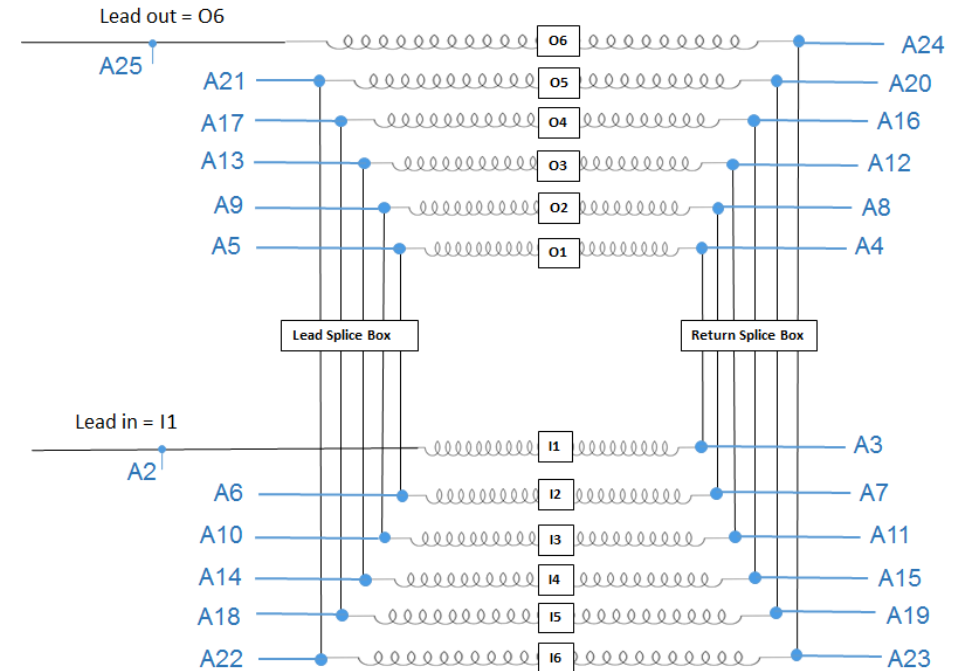 Lead out = O6
A25
O6
A24
A21
O5
A20
A17
O4
A16
A13
O3
A12
A9
O2
A8
A5
O1
A4
Lead Splice Box
Return Splice Box
Lead in = I1
A2
I1
A3
A6
I2
A7
A10
I3
A11
A14
I4
A15
A18
I5
A19
A22
I6
A23